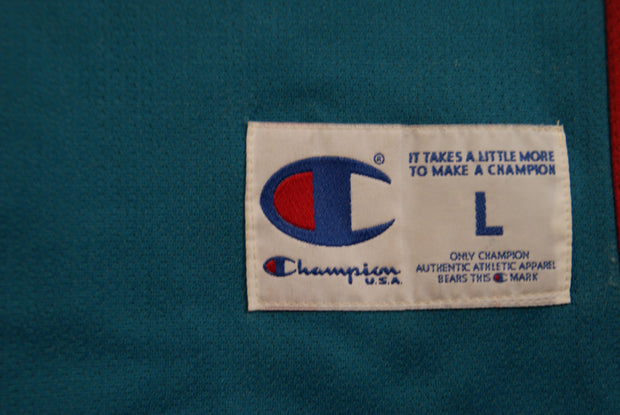 ®
IT TAKES A LITTLE MORE
TO MAKE A CHAMPION
L
Champion
U.S.A.
ONLY CHAMPION
AUTHENTIC ATHLETIC APPAREL
BEARS THIS C MARK